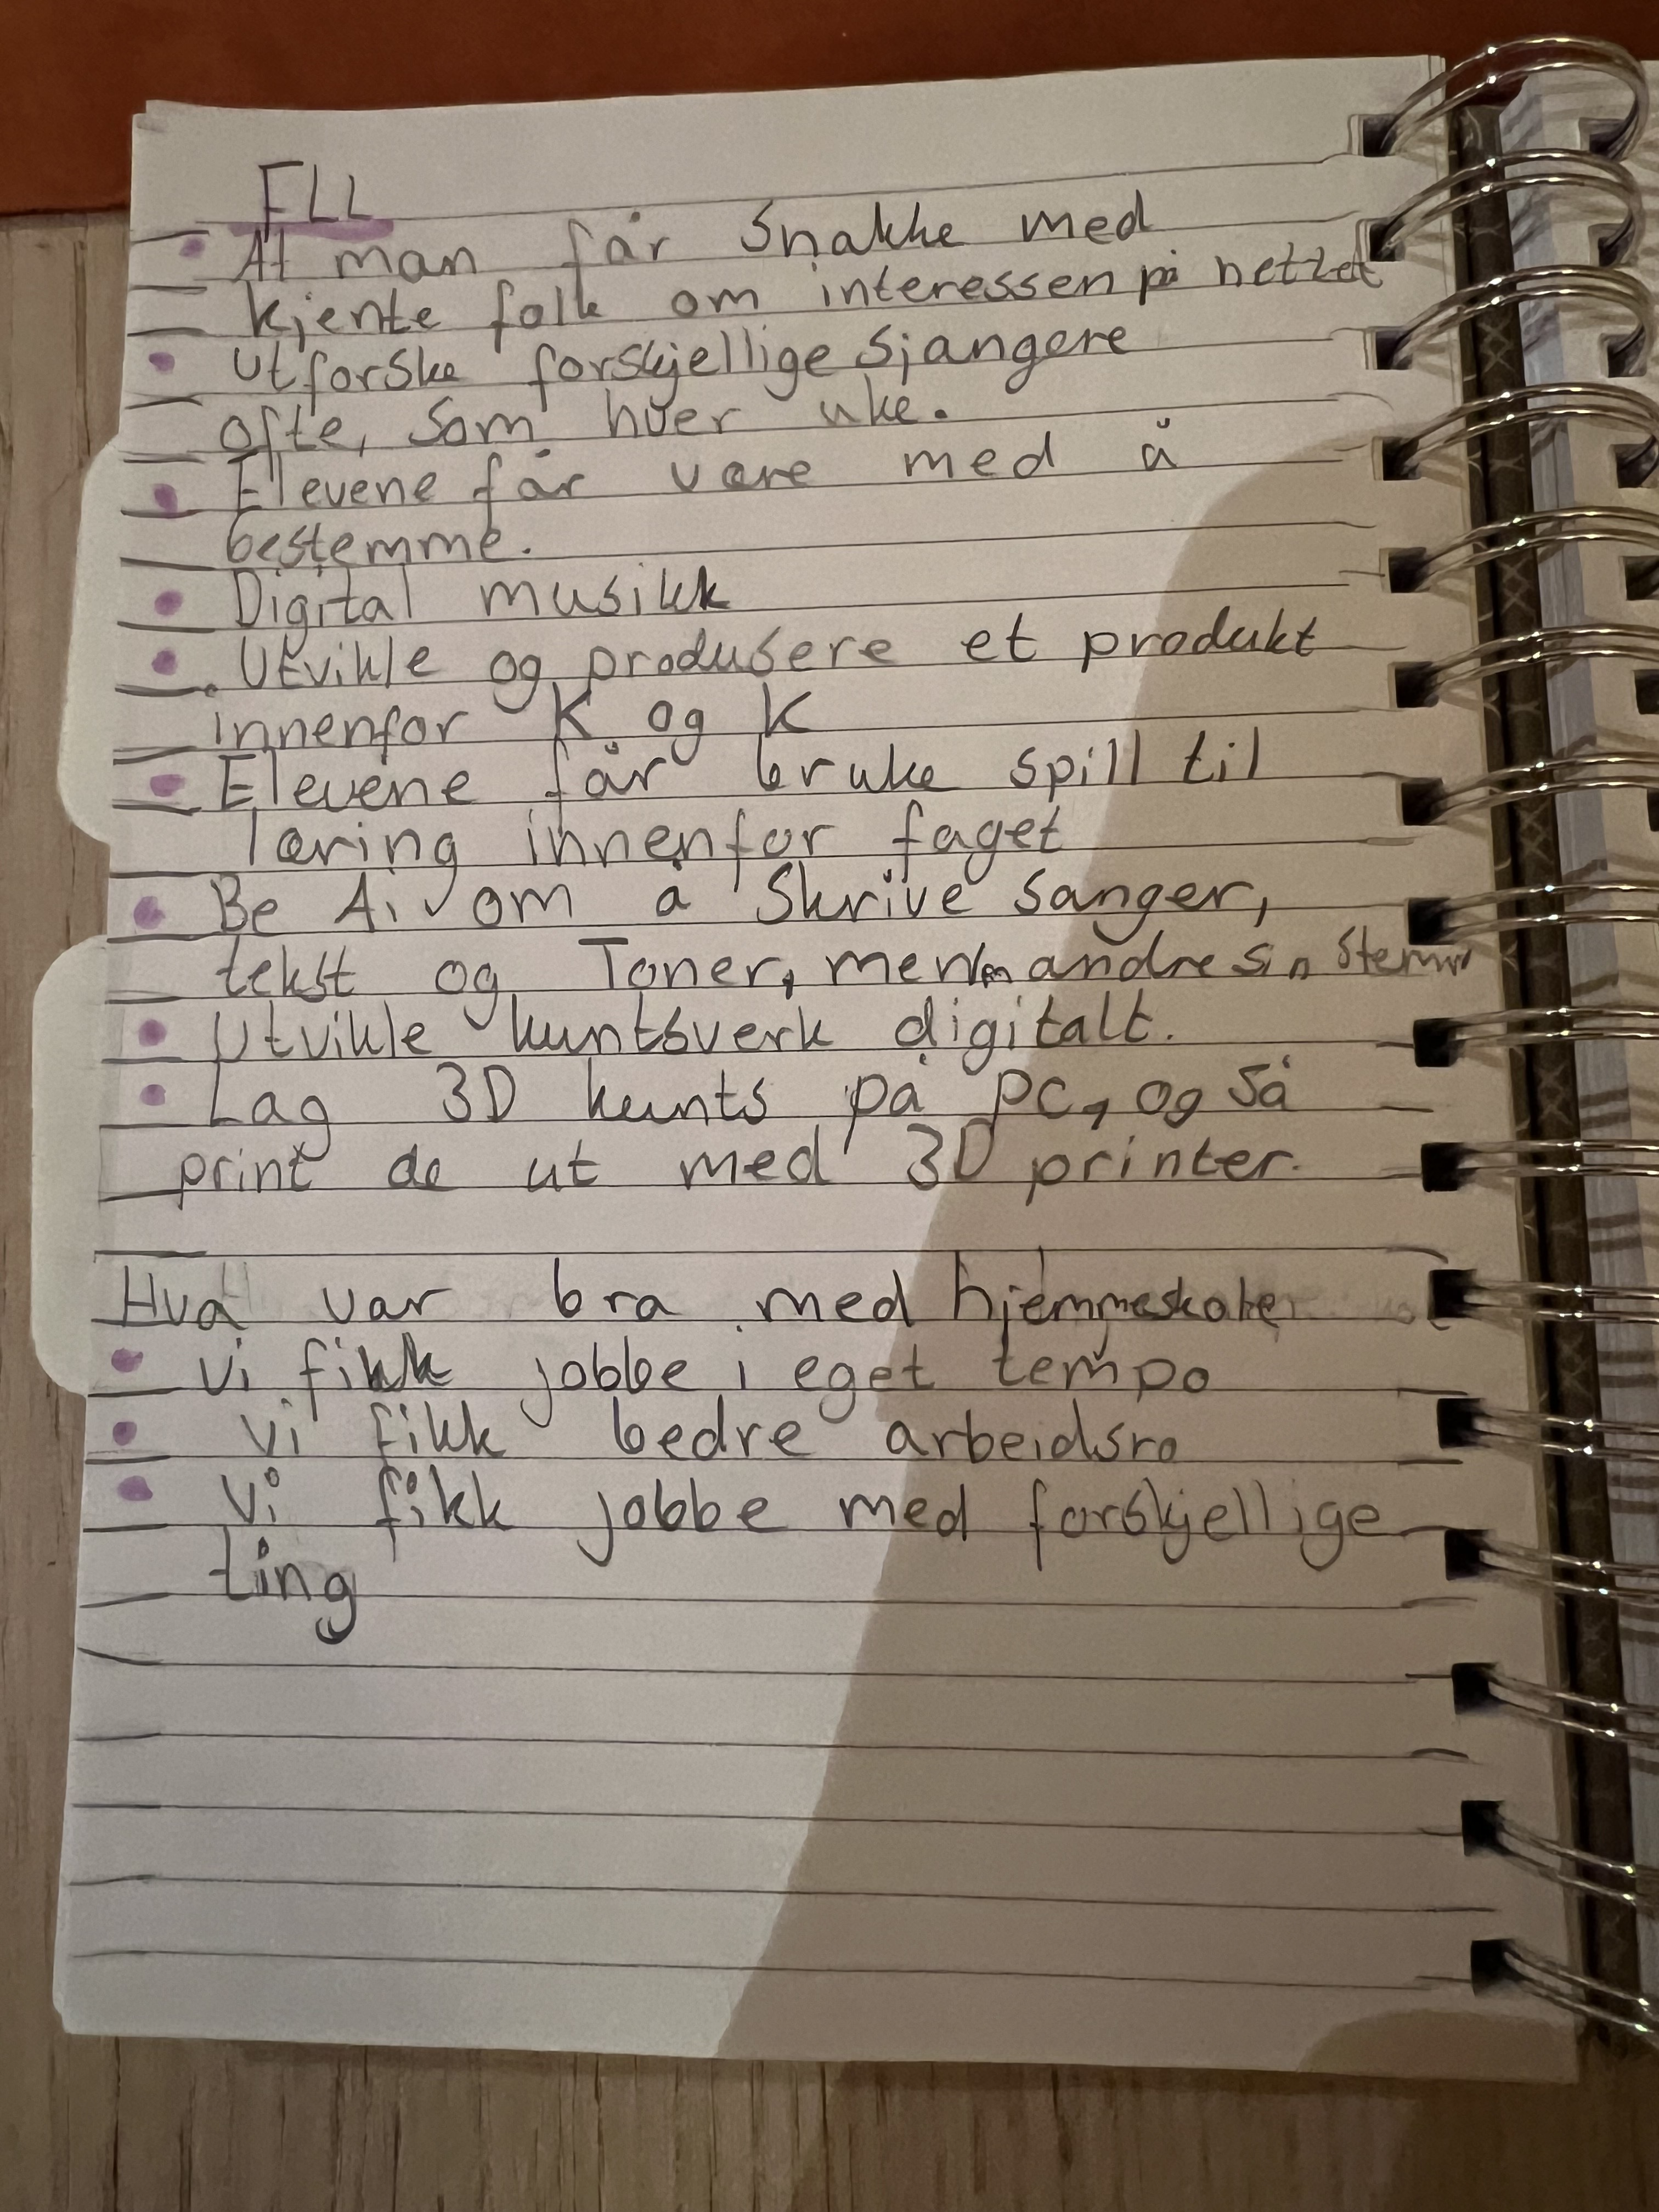 FLL
At man får snakke med
kjente folk om interessen på nettet
utforske forskjellige sjangere
ofte, som hver uke.
Elevene får være med å
bestemme.
Digital musikk
Utvikle og produsere et produkt
innenfor K og K
Elevene får bruke spill til
læring innenfor faget
Be Ai om å skrive sanger,
tekst og Toner, men andre sin
Utvikle kuntsverk digitalt.
Lag 3D kunts på PC, og så
print de ut med 3D printer.
Hva var bra med
Vi fikk jobbe i eget tempo
Vi fikk bedre arbeidsro
Vi fikk jobbe med forskjellige
ting